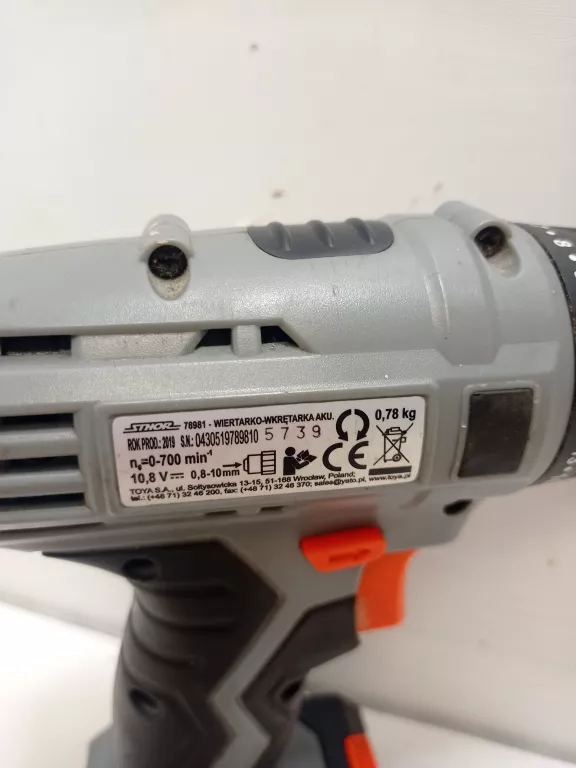 8
STHOR 78981 - WIERTARKO-WKRĘTARKA AKU.
ROK PROD.: 2019 S.N.: 0430519789810 5739
0,78 kg
n₀=0-700 min⁻¹
10,8 V 0,8-10mm
CE
TOYA S.A., ul. Sołtysowicka 13-15, 51-168 Wrocław, Poland;
tel.: (+48 71) 32 46 200, fax: (+48 71) 32 46 370; sales@yato.pl, www.toya.pl